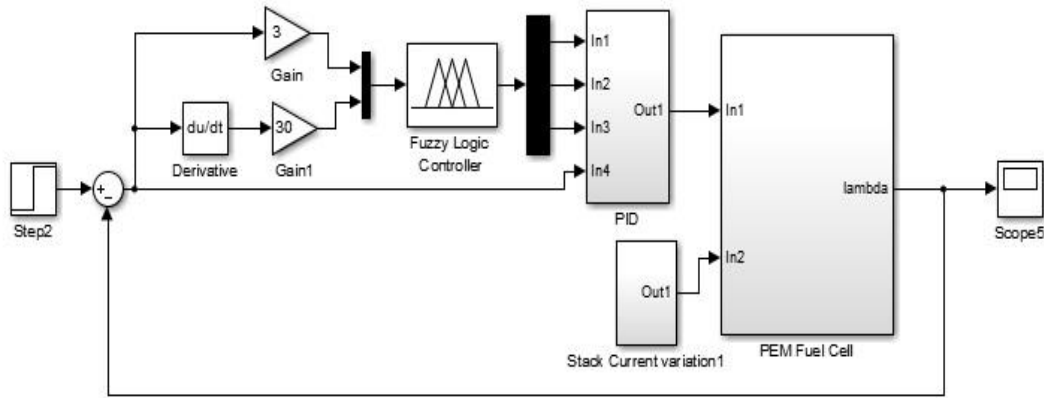 3
Gain
du/dt
Derivative
30
Gain1
Fuzzy Logic
Controller
In1
In2
In3
In4
Out1
PID
In1
In2
lambda
PEM Fuel Cell
Out1
Stack Current variation1
Step2
+
-
Scope5